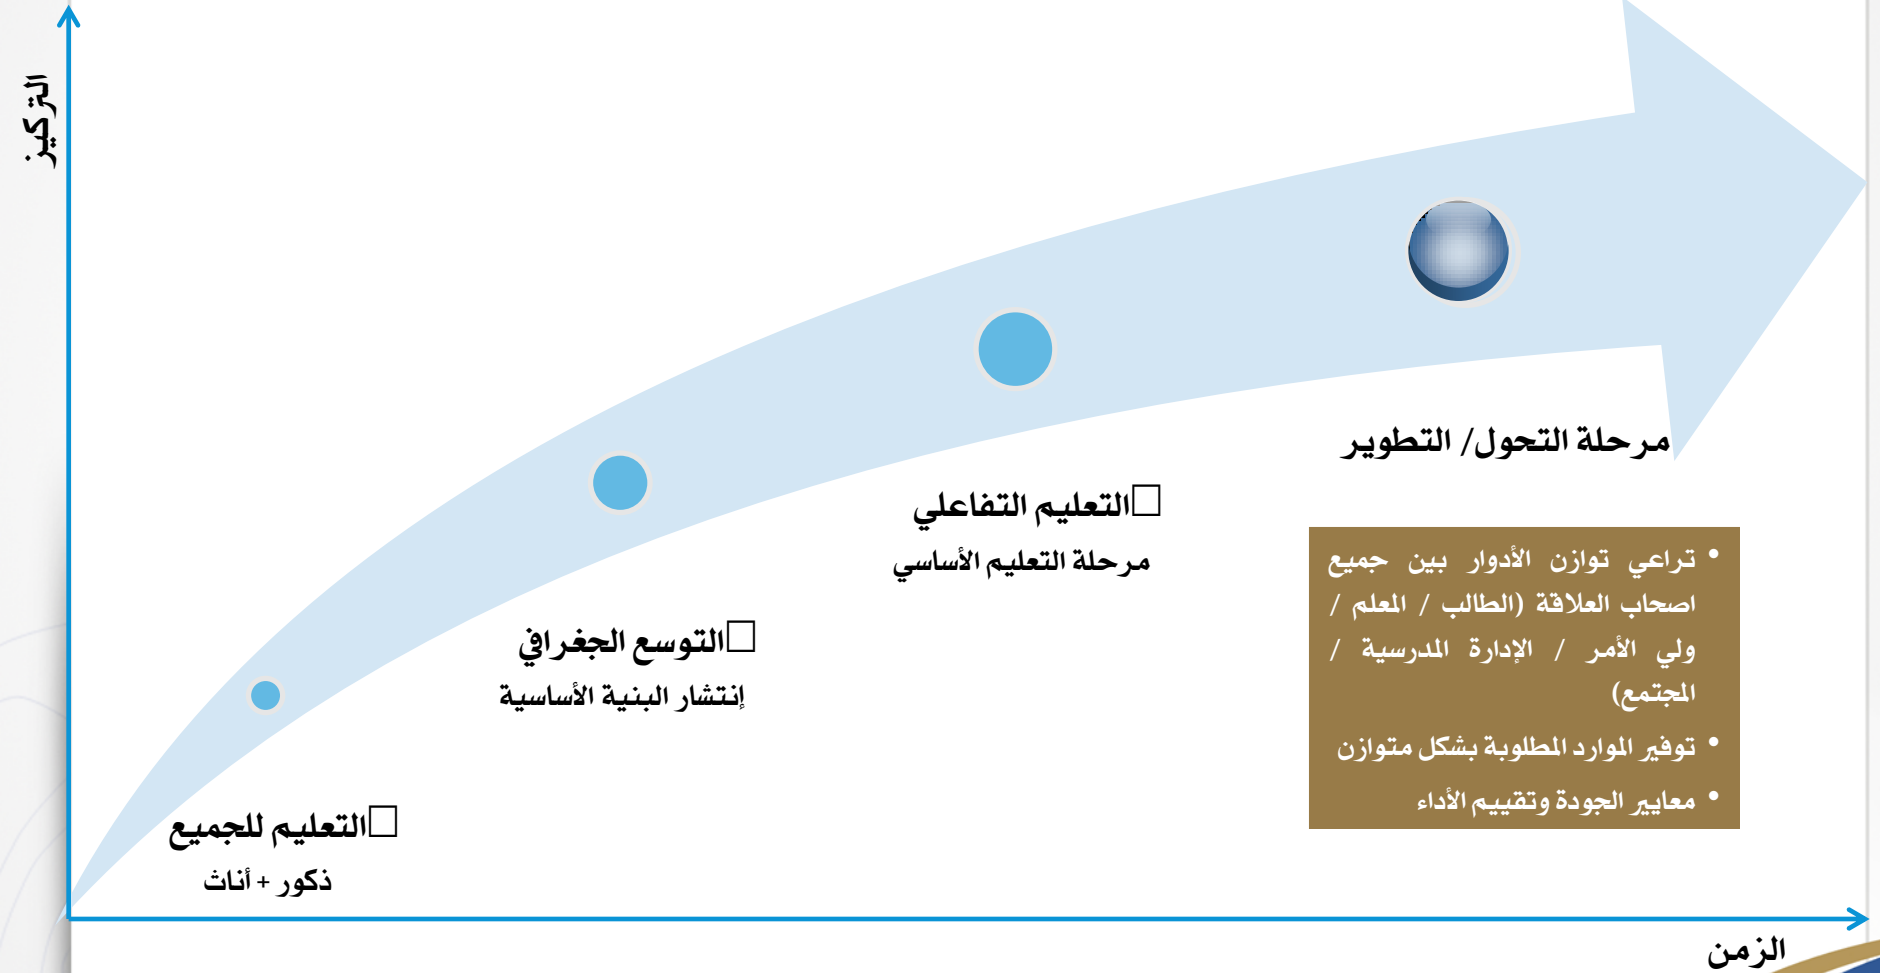 التركيز
مرحلة التحول/ التطوير
□التعليم التفاعلي
مرحلة التعليم الأساسي
• تراعي توازن الأدوار بين جميع
اصحاب العلاقة (الطالب / المعلم /
ولي الأمر / الإدارة المدرسية /
المجتمع)
• توفير الموارد المطلوبة بشكل متوازن
• معايير الجودة وتقييم الأداء
□التوسع الجغرافي
إنتشار البنية الأساسية
□التعليم للجميع
ذكور + أناث
الزمن